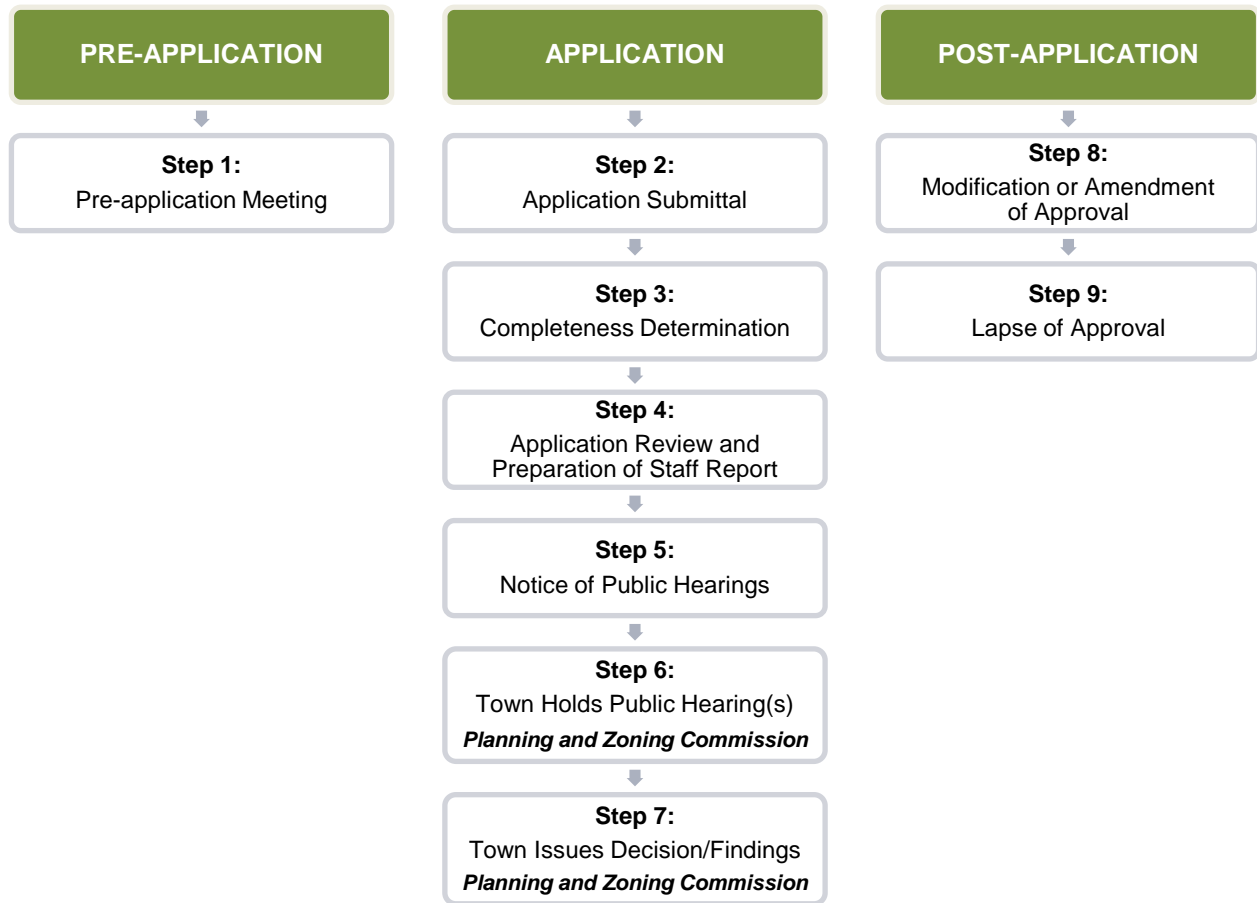 PRE-APPLICATION
Step 1:
Pre-application Meeting
APPLICATION
Step 2:
Application Submittal
Step 3:
Completeness Determination
Step 4:
Application Review and
Preparation of Staff Report
Step 5:
Notice of Public Hearings
Step 6:
Town Holds Public Hearing(s)
Planning and Zoning Commission
Step 7:
Town Issues Decision/Findings
Planning and Zoning Commission
POST-APPLICATION
Step 8:
Modification or Amendment
of Approval
Step 9:
Lapse of Approval